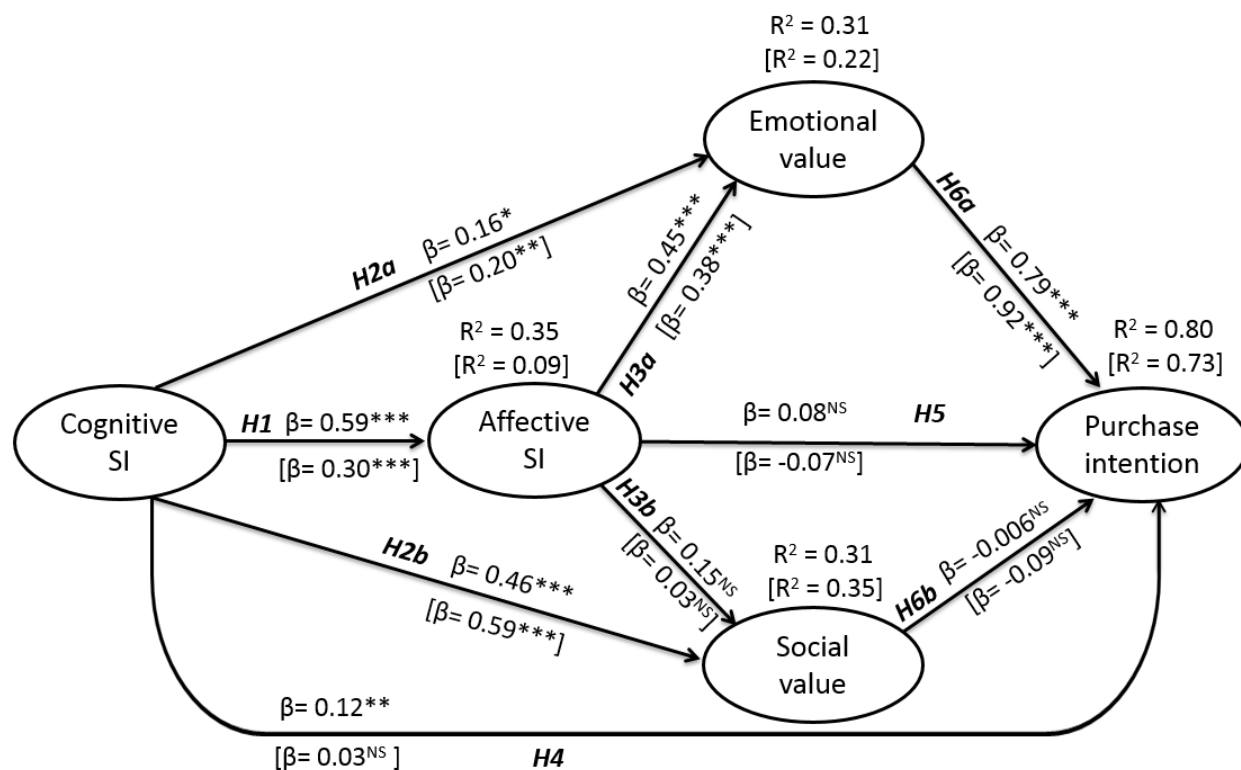 R² = 0.31
[R² = 0.22]
Emotional
value
H6a
β= 0.79***
[β= 0.92***]
H2a β= 0.16*
[β= 0.20**]
β= 0.45***
H3a [β= 0.38***]
R² = 0.35
[R² = 0.09]
R² = 0.80
[R² = 0.73]
Cognitive
SI
H1 β= 0.59***
[β= 0.30***]
Affective
SI
β= 0.08ᴺˢ H5
[β= -0.07ᴺˢ]
Purchase
intention
H3b β= 0.15ᴺˢ
[β= 0.03ᴺˢ]
H2b β= 0.46***
[β= 0.59***]
R² = 0.31
[R² = 0.35]
H6b β= -0.006ᴺˢ
[β= -0.09ᴺˢ]
Social
value
β= 0.12**
[β= 0.03ᴺˢ ] H4